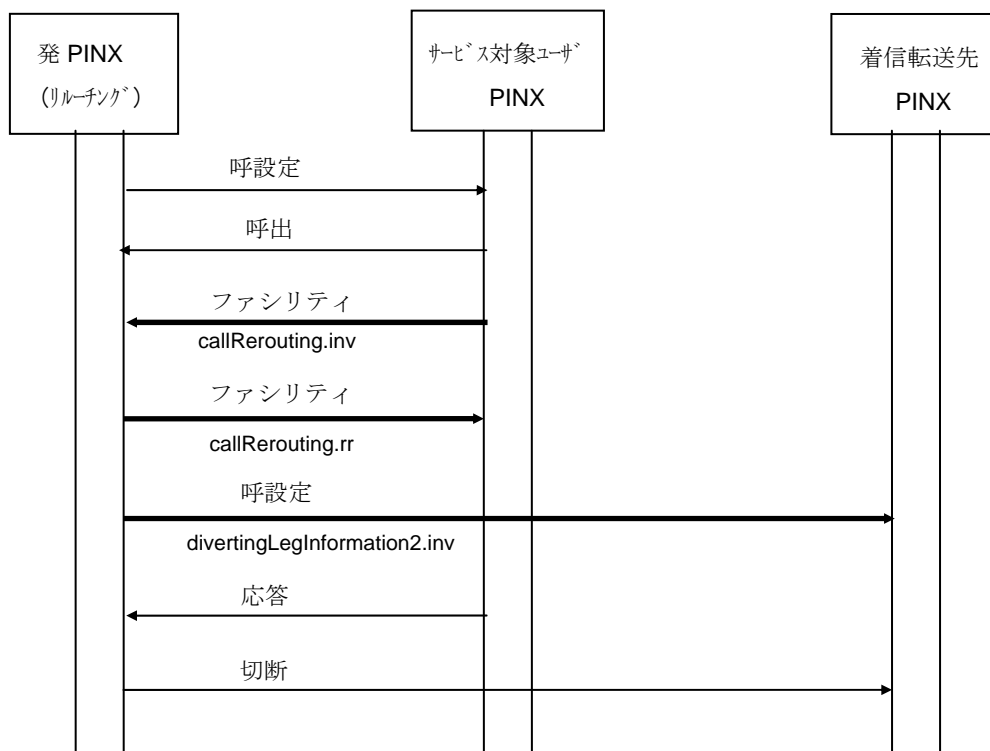 発 PINX
(ﾘﾙｰﾁﾝｸﾞ)
ｻｰﾋﾞｽ対象ﾕｰｻﾞ
PINX
着信転送先
PINX
呼設定
呼出
ファシリティ
callRerouting.inv
ファシリティ
callRerouting.rr
呼設定
divertingLegInformation2.inv
応答
切断